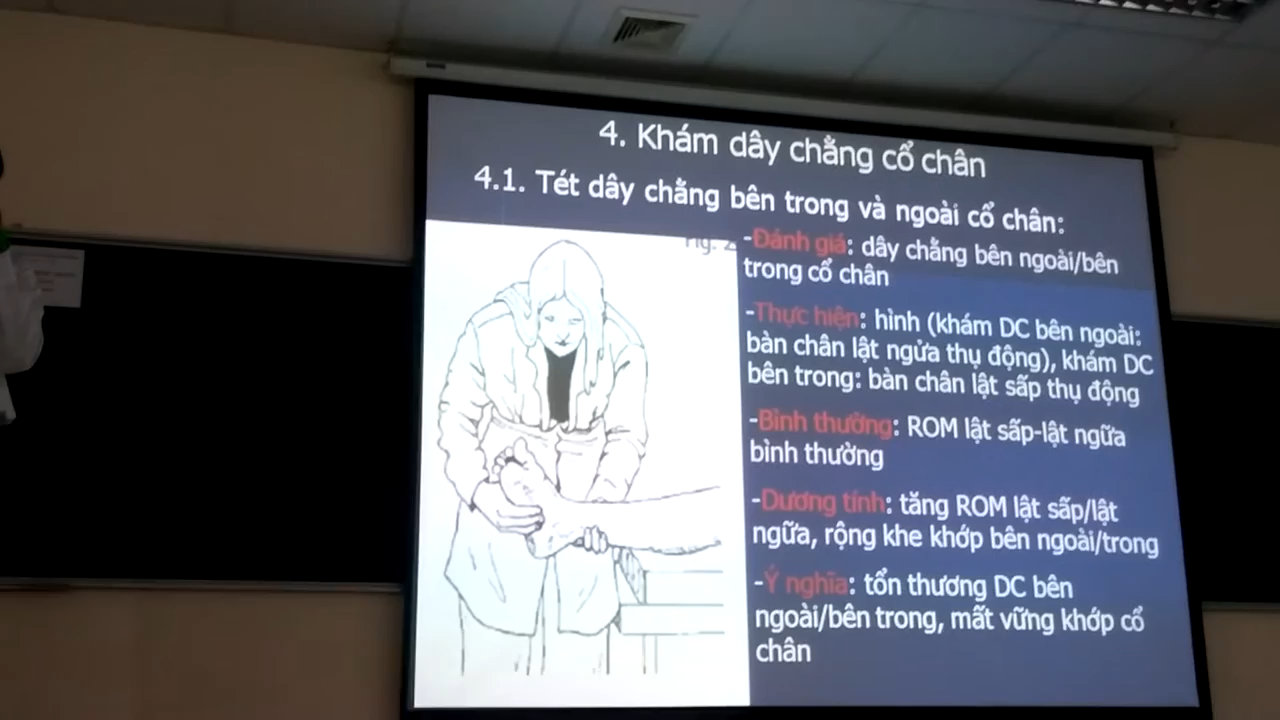 4. Khám dây chằng cổ chân
4.1. Tét dây chằng bên trong và ngoài cổ chân:
-Đánh giá: dây chằng bên ngoài/bên
trong cổ chân
-Thực hiện: hình (khám DC bên ngoài:
bàn chân lật ngửa thụ động), khám DC
bên trong: bàn chân lật sấp thụ động
-Bình thường: ROM lật sấp-lật ngữa
bình thường
-Dương tính: tăng ROM lật sấp/lật
ngữa, rộng khe khớp bên ngoài/trong
-Ý nghĩa: tổn thương DC bên
ngoài/bên trong, mất vững khớp cổ
chân